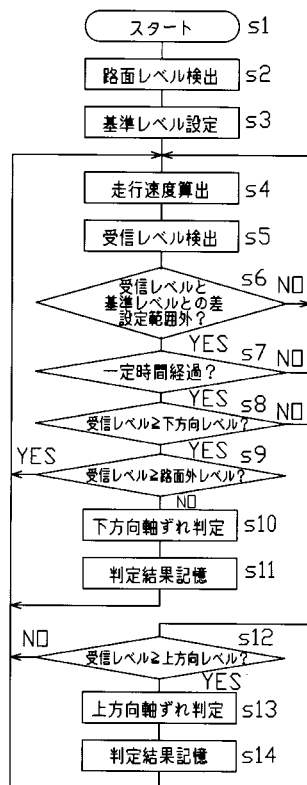 スタート s1
路面レベル検出 s2
基準レベル設定 s3
走行速度算出 s4
受信レベル検出 s5
受信レベルと
基準レベルとの差
設定範囲外?
s6 NO
YES
一定時間経過? s7 NO
YES
受信レベル≧下方向レベル? s8 NO
YES
受信レベル≧路面外レベル? s9
YES
NO
下方向軸ずれ判定 s10
判定結果記憶 s11
受信レベル≧上方向レベル? s12
NO
YES
上方向軸ずれ判定 s13
判定結果記憶 s14